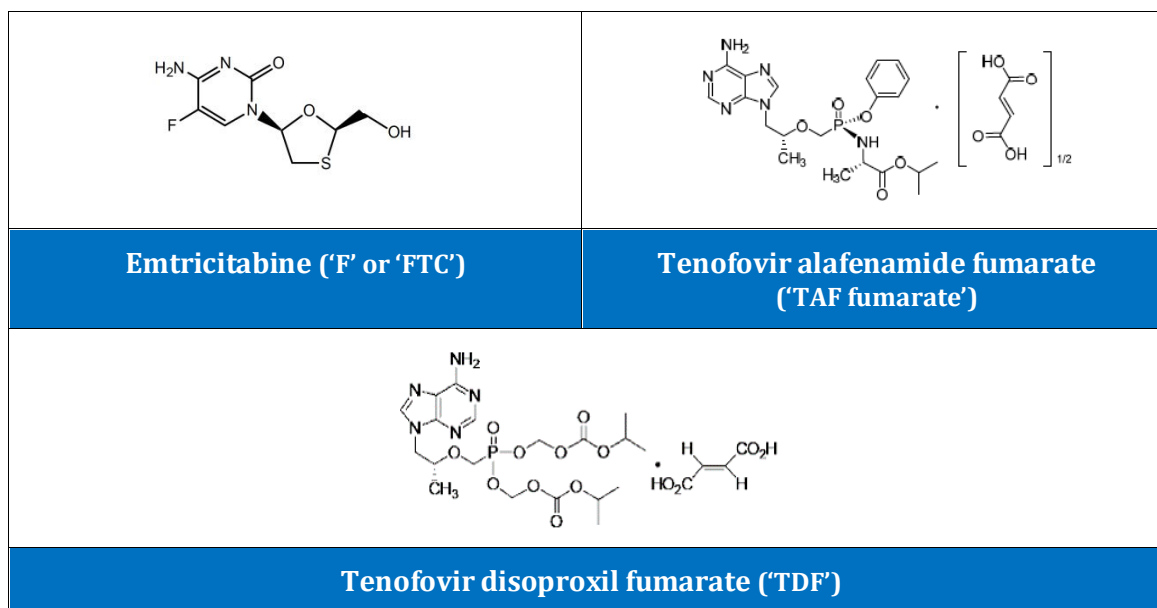 H₂N N O
F N O OH
S
Emtricitabine (‘F’ or ‘FTC’)
NH₂
N N
N N
O O
O P O
CH₃ NH
H₃C O
O
HO
O
O
OH
1/2
Tenofovir alafenamide fumarate
(‘TAF fumarate’)
NH₂
N N
N N
O O
O P O O O
CH₃ O O O
O
H CO₂H
HO₂C H
Tenofovir disoproxil fumarate (‘TDF’)